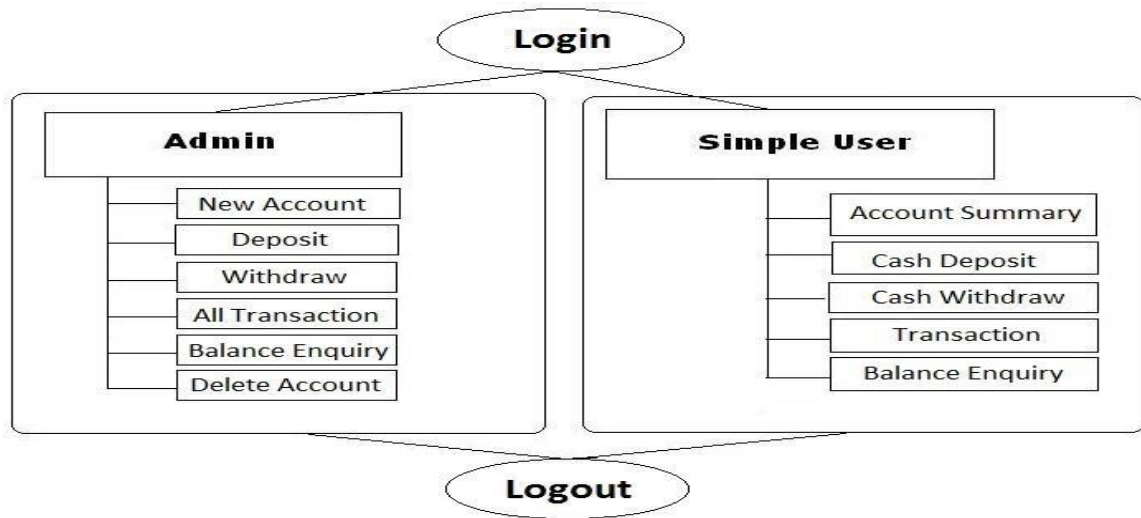 Login
Admin
New Account
Deposit
Withdraw
All Transaction
Balance Enquiry
Delete Account
Simple User
Account Summary
Cash Deposit
Cash Withdraw
Transaction
Balance Enquiry
Logout